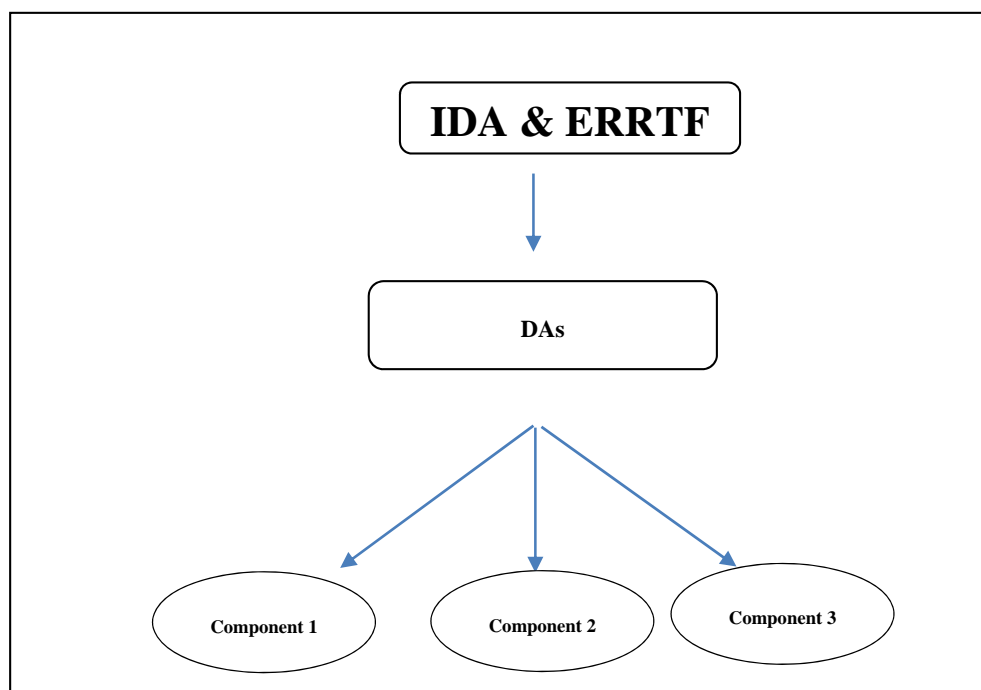 IDA & ERRTF
DAs
Component 1
Component 2
Component 3